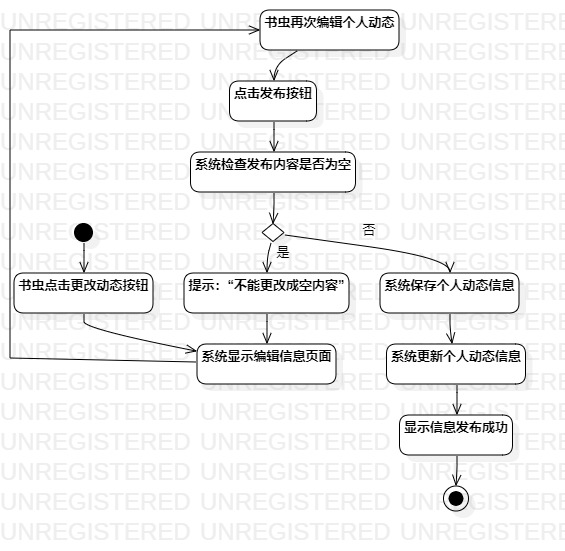 书虫再次编辑个人动态
点击发布按钮
系统检查发布内容是否为空
否
是
书虫点击更改动态按钮
提示：“不能更改成空内容”
系统保存个人动态信息
系统显示编辑信息页面
系统更新个人动态信息
显示信息发布成功
UNREGISTERED UNREGISTERED UNREGISTERED